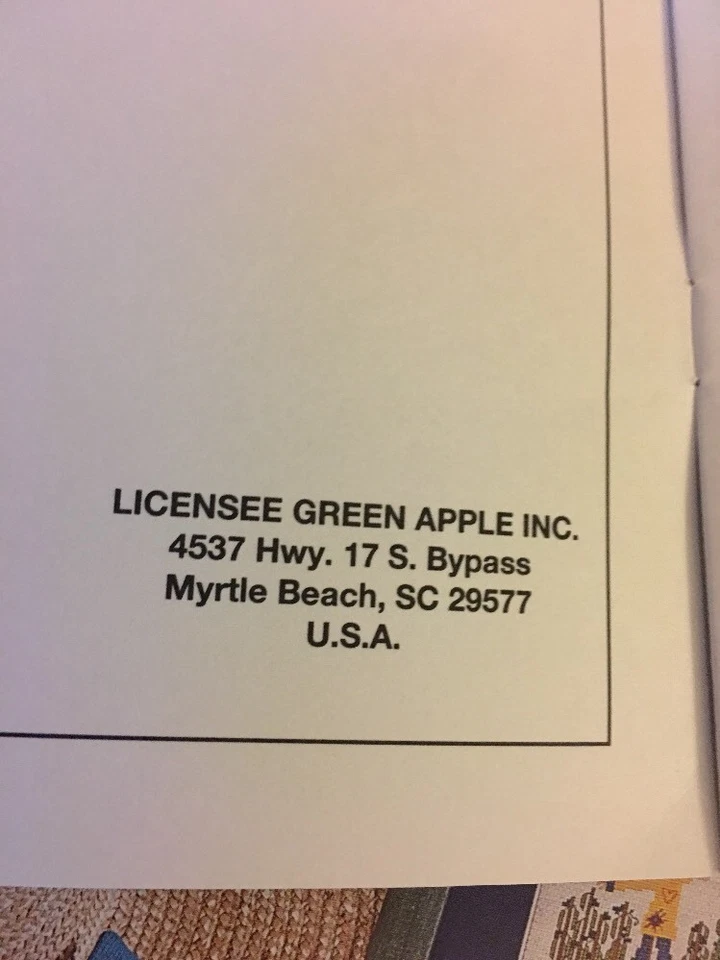 LICENSEE GREEN APPLE INC.
4537 Hwy. 17 S. Bypass
Myrtle Beach, SC 29577
U.S.A.